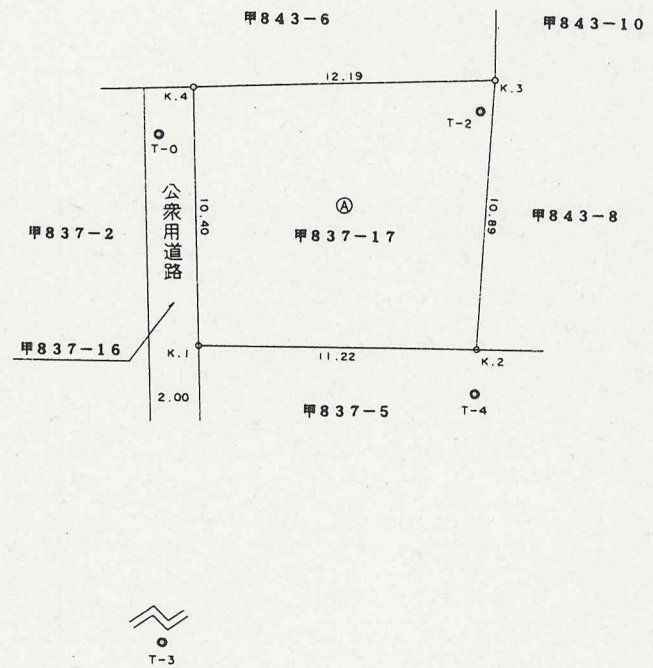 甲843-6
甲843-10
12.19
K.4
K.3
T-2
T-0
公衆用道路
10.40
Ⓐ
10.89
甲843-8
甲837-2
甲837-17
甲837-16
K.1
11.22
K.2
2.00
甲837-5
T-4
T-3